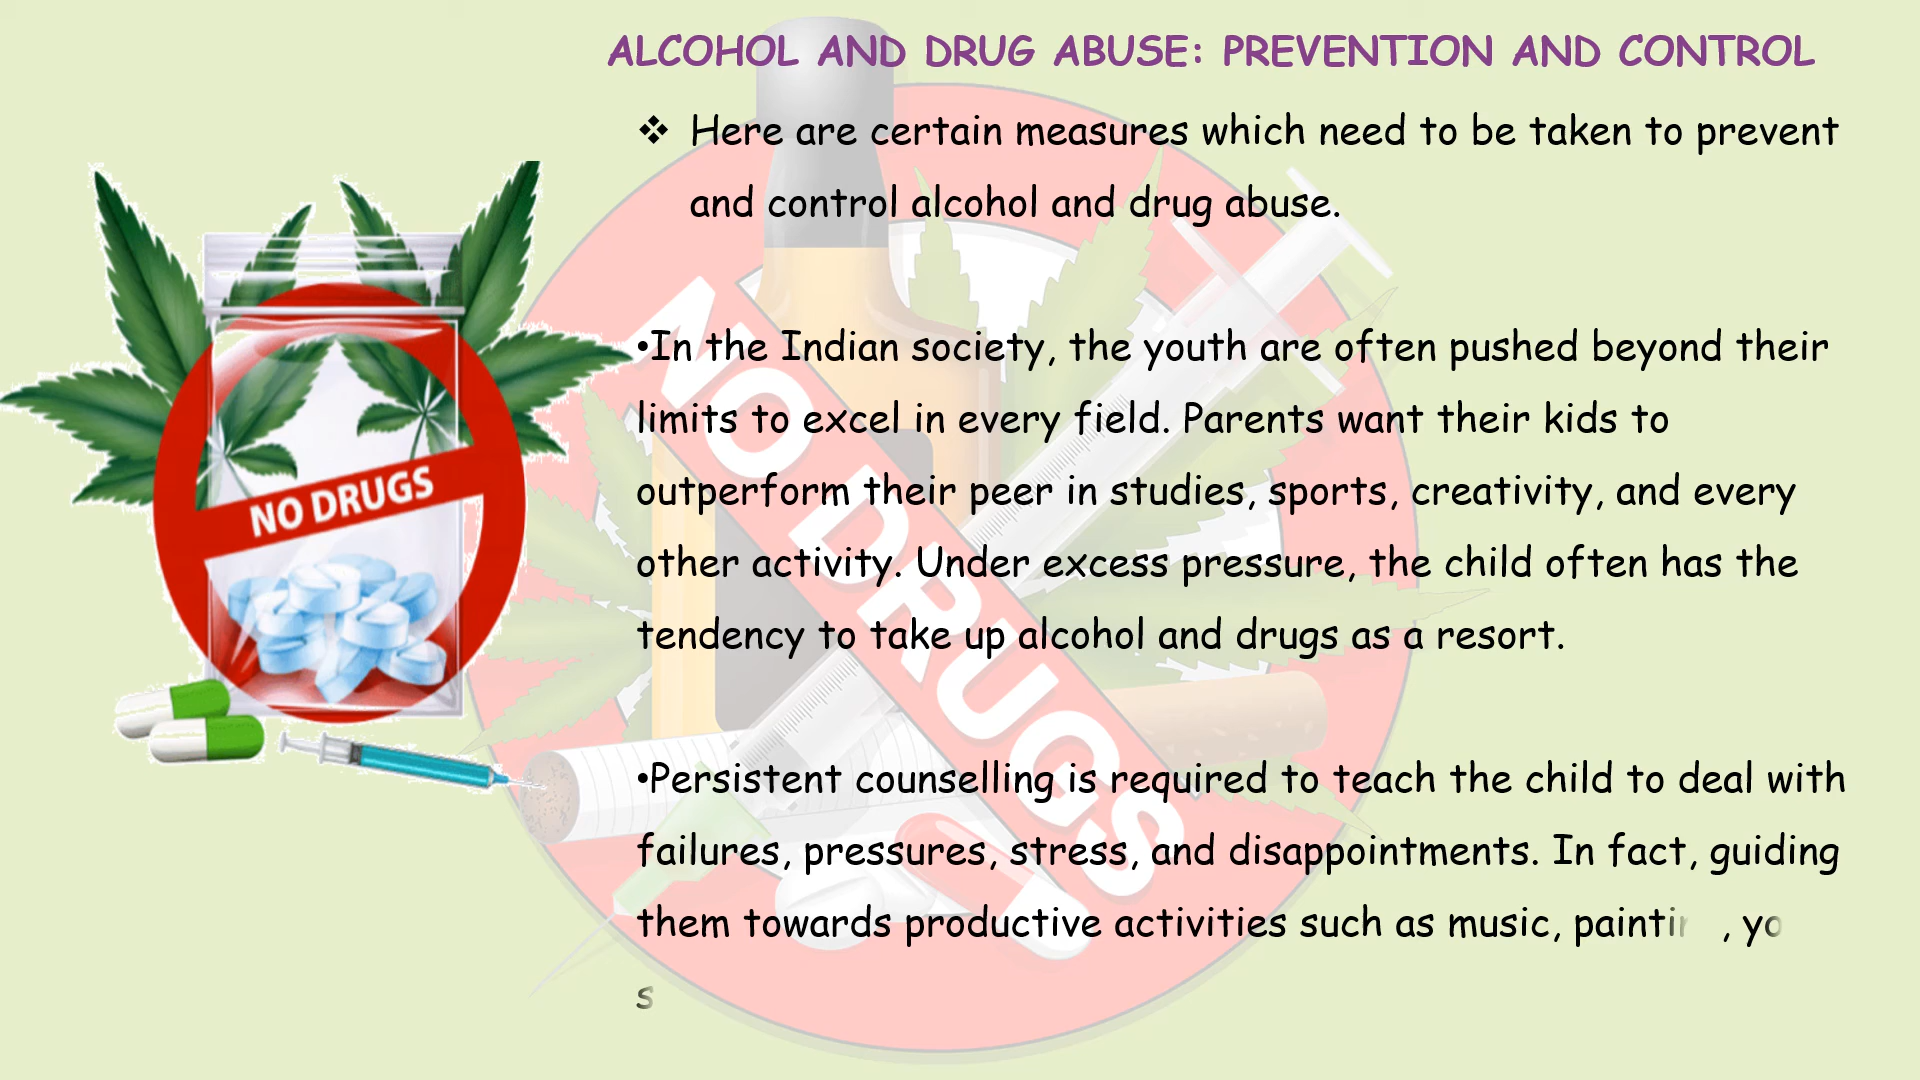 ALCOHOL AND DRUG ABUSE: PREVENTION AND CONTROL
❖ Here are certain measures which need to be taken to prevent
and control alcohol and drug abuse.
•In the Indian society, the youth are often pushed beyond their
limits to excel in every field. Parents want their kids to
outperform their peer in studies, sports, creativity, and every
other activity. Under excess pressure, the child often has the
tendency to take up alcohol and drugs as a resort.
•Persistent counselling is required to teach the child to deal with
failures, pressures, stress, and disappointments. In fact, guiding
them towards productive activities such as music,
NO DRUGS
NO DRUGS